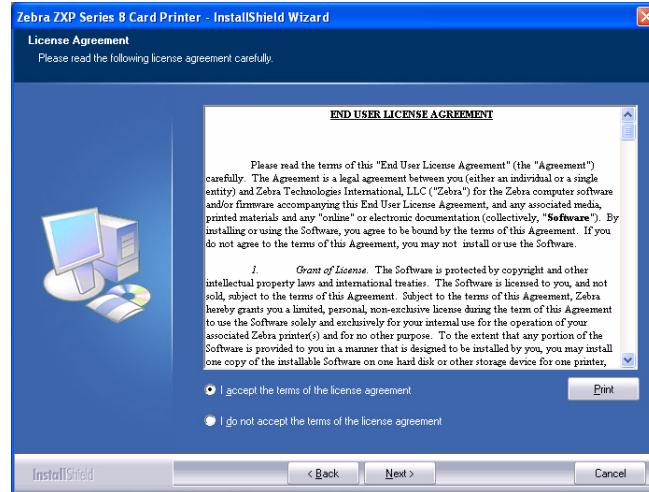 Zebra ZXP Series 8 Card Printer - InstallShield Wizard
License Agreement
Please read the following license agreement carefully.
END USER LICENSE AGREEMENT
Please read the terms of this "End User License Agreement" (the "Agreement")
carefully. The Agreement is a legal agreement between you (either an individual or a single
entity) and Zebra Technologies International, LLC ("Zebra") for the Zebra computer software
and/or firmware accompanying this End User License Agreement, and any associated media,
printed materials and any "online" or electronic documentation (collectively, "Software"). By
installing or using the Software, you agree to be bound by the terms of this Agreement. If you
do not agree to the terms of this Agreement, you may not install or use the Software.
1. Grant of License. The Software is protected by copyright and other
intellectual property laws and international treaties. The Software is licensed to you, and not
sold, subject to the terms of this Agreement. Subject to the terms of this Agreement, Zebra
hereby grants you a limited, personal, non-exclusive license during the term of this Agreement
to use the Software solely and exclusively for your internal use for the operation of your
associated Zebra printer(s) and for no other purpose. To the extent that any portion of the
Software is provided to you in a manner that is designed to be installed by you, you may install
one copy of the installable Software on one hard disk or other storage device for one printer,
I accept the terms of the license agreement
Print
I do not accept the terms of the license agreement
InstallShield
< Back
Next >
Cancel